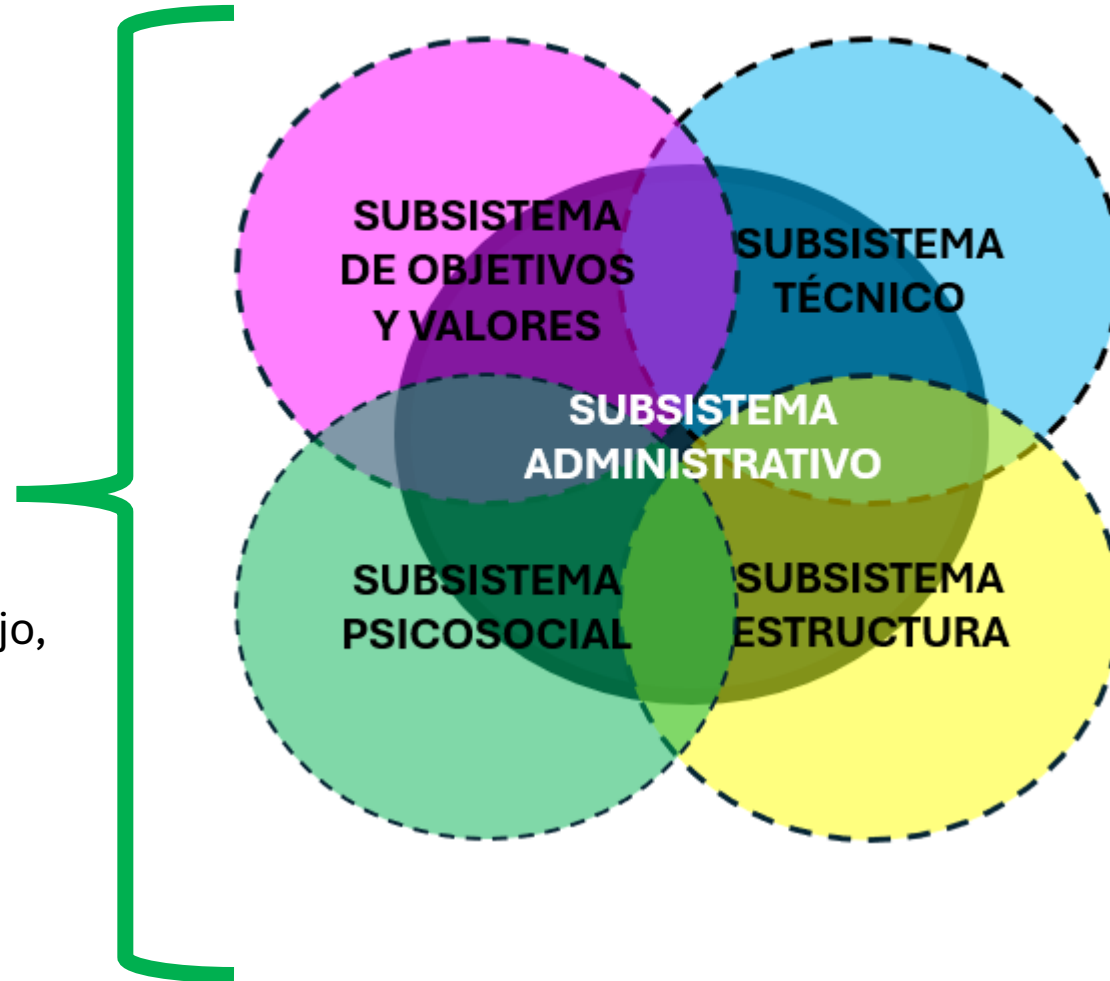 SUBSISTEMA
DE OBJETIVOS
Y VALORES
SUBSISTEMA
TÉCNICO
SUBSISTEMA
ADMINISTRATIVO
SUBSISTEMA
PSICOSOCIAL
SUBSISTEMA
ESTRUCTURA
jo,